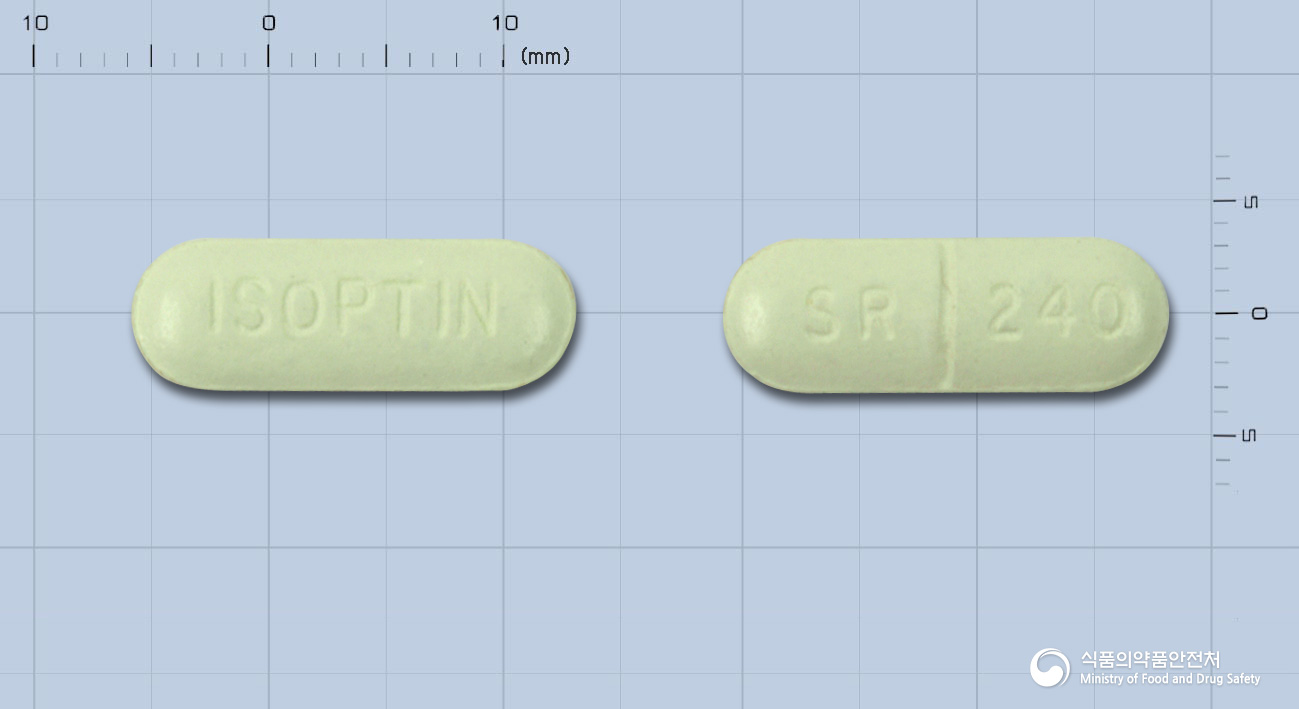 10 0 10 (mm)
ISOPTIN
SR 240
5
0
5
식품의약품안전처
Ministry of Food and Drug Safety